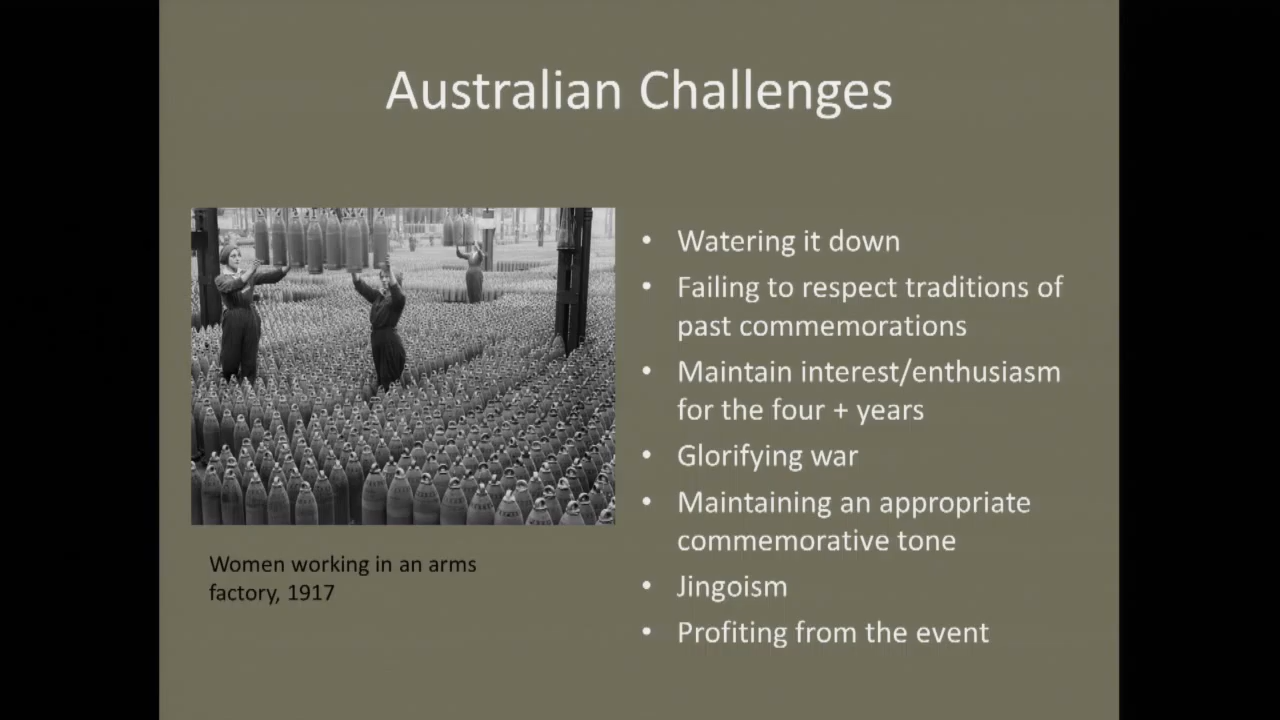 Australian Challenges
• Watering it down
• Failing to respect traditions of
past commemorations
• Maintain interest/enthusiasm
for the four + years
• Glorifying war
• Maintaining an appropriate
commemorative tone
• Jingoism
• Profiting from the event
Women working in an arms
factory, 1917